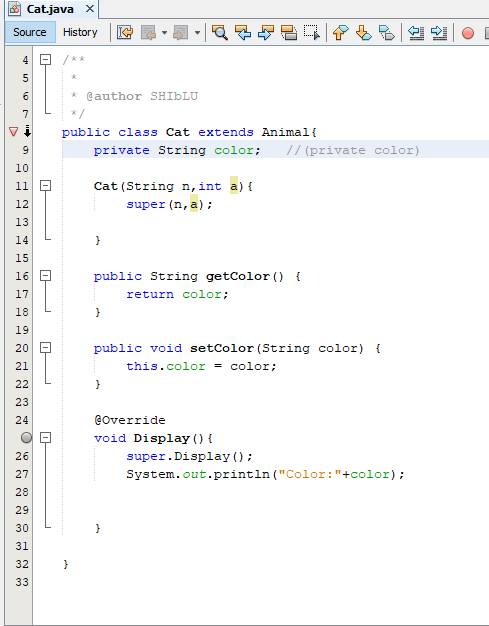 Cat.java
Source History
4 /**
5 *
6 * @author SHIbLU
7 */
public class Cat extends Animal{
9 private String color; //(private color)
10
11 Cat(String n,int a){
12 super(n,a);
13
14 }
15
16 public String getColor() {
17 return color;
18 }
19
20 public void setColor(String color) {
21 this.color = color;
22 }
23
24 @Override
void Display(){
26 super.Display();
27 System.out.println("Color:"+color);
28
29
30 }
31
32 }
33